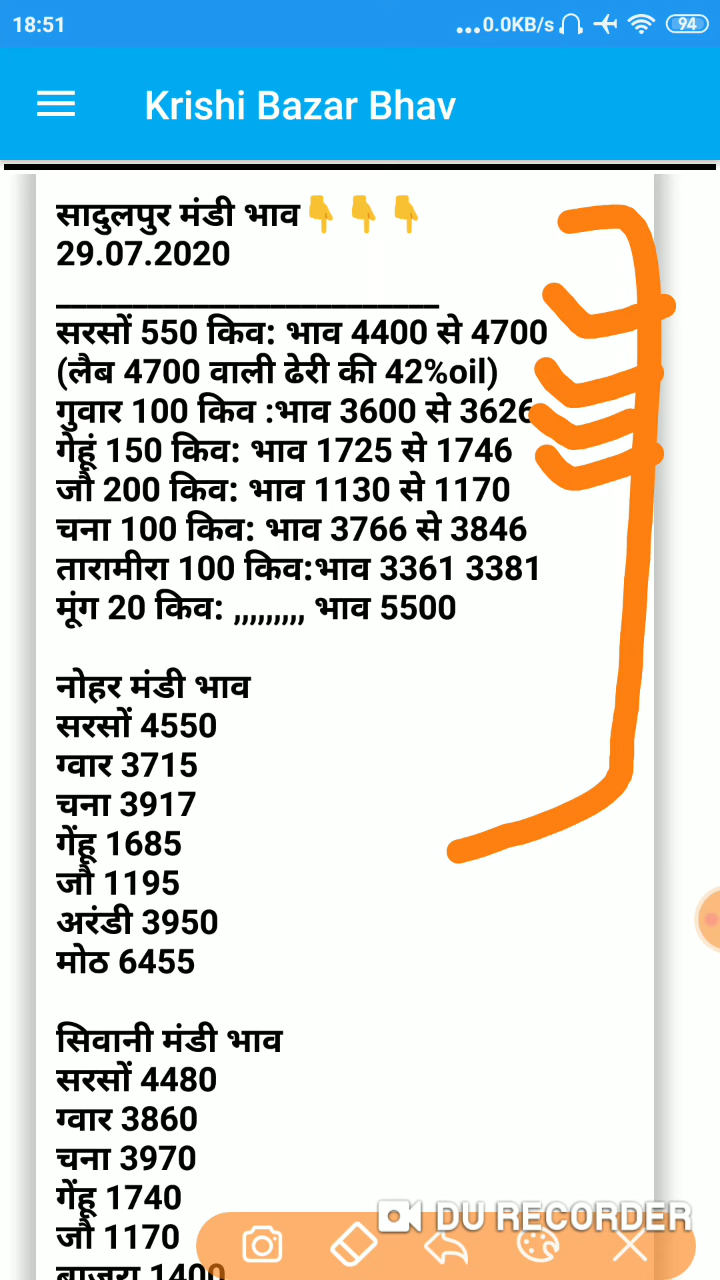 18:51
...0.0KB/s 94
Krishi Bazar Bhav
सादुलपुर मंडी भाव👇👇👇
29.07.2020
_______________________
सरसों 550 किव: भाव 4400 से 4700
(लैब 4700 वाली ढेरी की 42%oil)
गुवार 100 किव :भाव 3600 से 3626
गेहूं 150 किव: भाव 1725 से 1746
जौ 200 किव: भाव 1130 से 1170
चना 100 किव: भाव 3766 से 3846
तारामीरा 100 किव:भाव 3361 3381
मूंग 20 किव: ,,,,,,,,, भाव 5500
नोहर मंडी भाव
सरसों 4550
ग्वार 3715
चना 3917
गेंहू 1685
जौ 1195
अरंडी 3950
मोठ 6455
सिवानी मंडी भाव
सरसों 4480
ग्वार 3860
चना 3970
गेंहू 1740
जौ 1170
बाजरा 1400
DU RECORDER